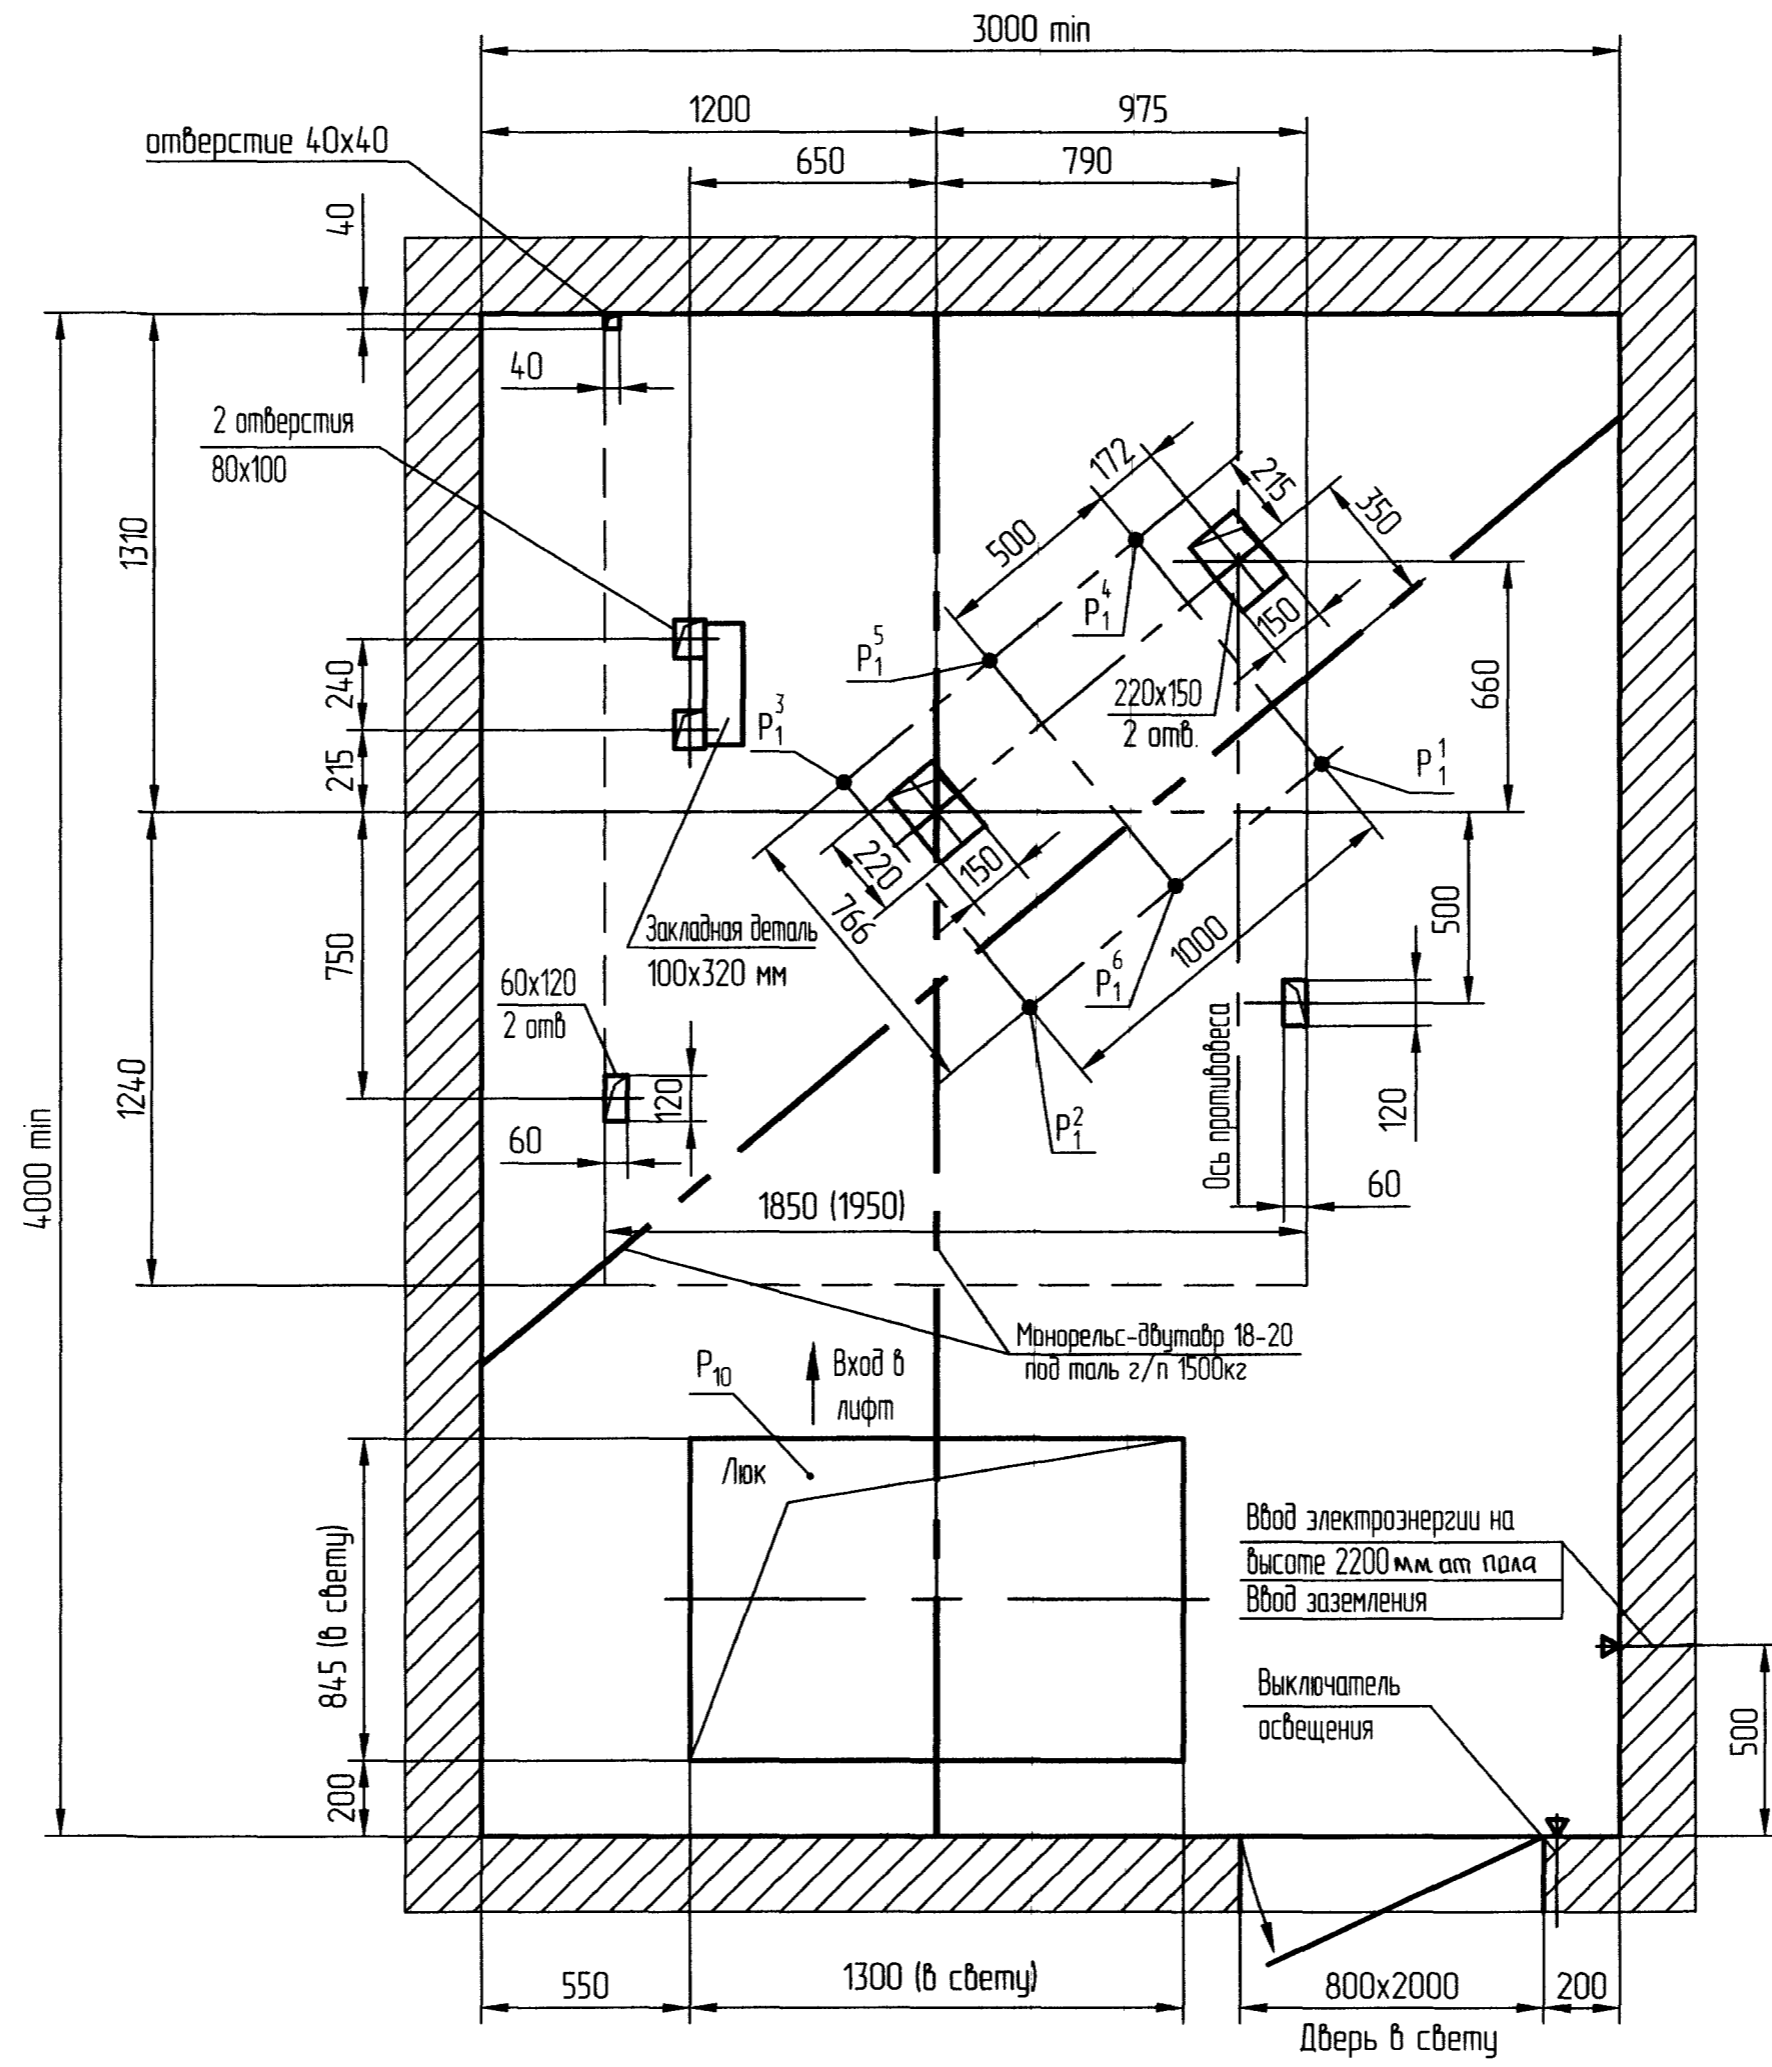 3000 min
1200
975
650
790
отверстие 40х40
40
40
2 отверстия
80х100
1310
240
215
750
1240
4000 min
172
215
350
500
150
660
P₁⁴
P₁⁵
P₁³
P₁¹
220х150
2 отв.
220
150
766
1000
500
Закладная деталь
100х320 мм
60х120
2 отв
120
60
P₁⁶
P₁²
Ось противовеса
120
60
1850 (1950)
Монорельс-двутавр 18-20
под таль г/п 1500кг
P₁₀
Вход в
лифт
Люк
845 (в свету)
200
Ввод электроэнергии на
высоте 2200 мм от пола
Ввод заземления
Выключатель
освещения
500
550
1300 (в свету)
800х2000
200
Дверь в свету